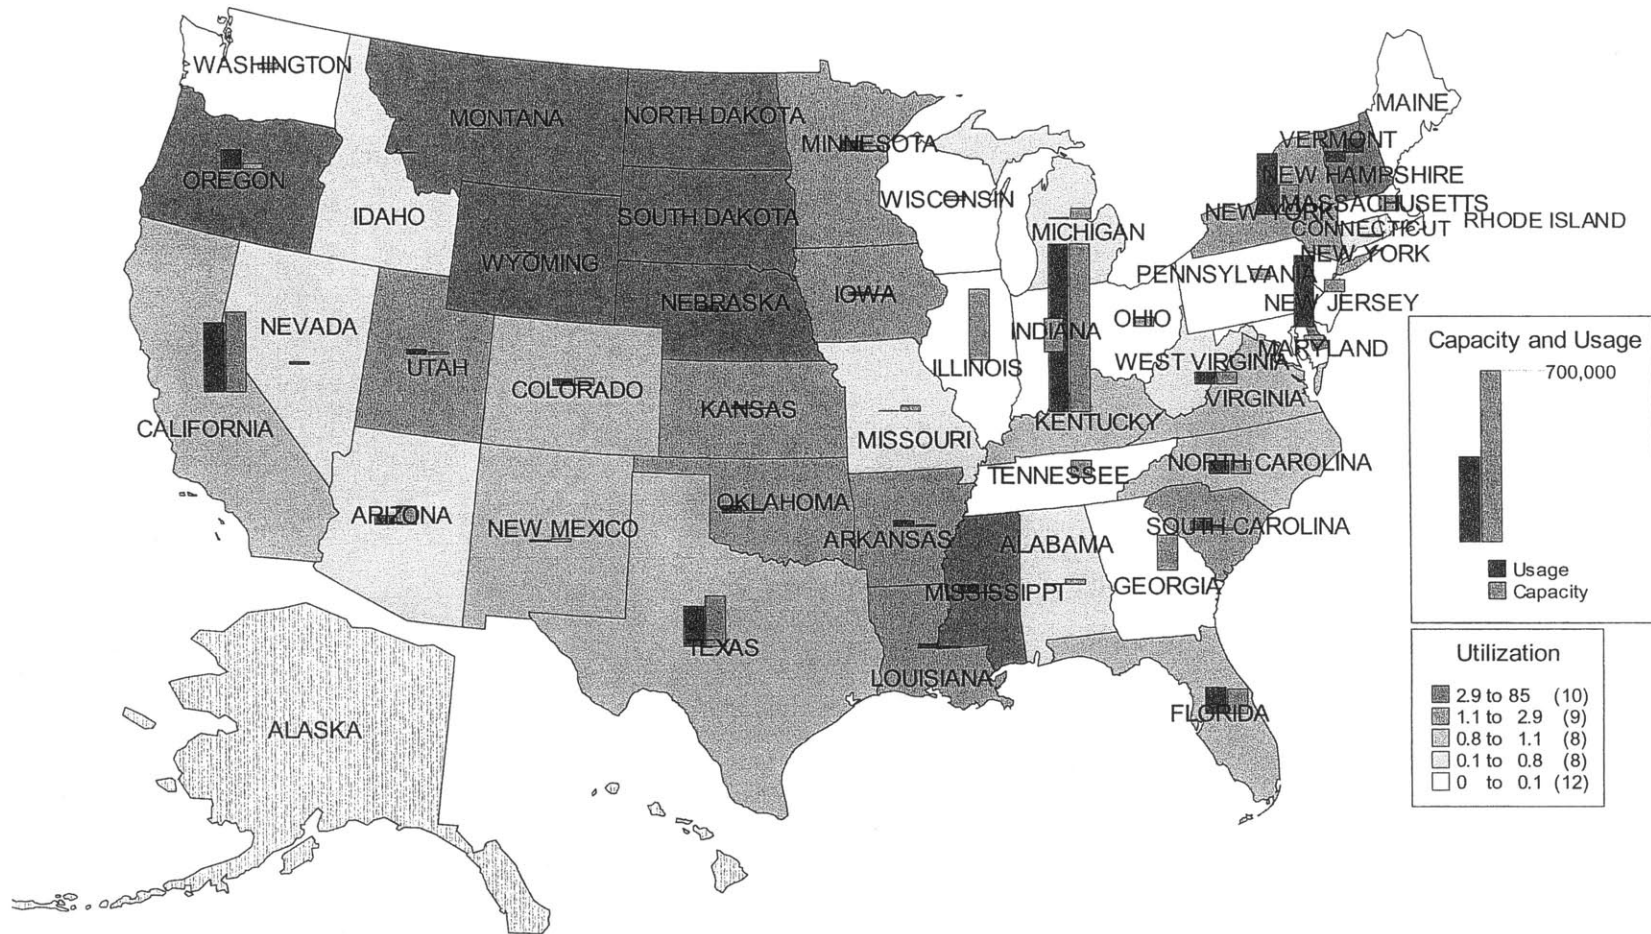 WASHINGTON
MAINE
MONTANA
NORTH DAKOTA
MINNESOTA
VERMONT
OREGON
NEW HAMPSHIRE
WISCONSIN
MASSACHUSETTS
IDAHO
SOUTH DAKOTA
NEW YORK
RHODE ISLAND
MICHIGAN
CONNECTICUT
WYOMING
NEW YORK
PENNSYLVANIA
IOWA
NEBRASKA
NEW JERSEY
NEVADA
INDIANA
OHIO
MARYLAND
UTAH
ILLINOIS
WEST VIRGINIA
COLORADO
VIRGINIA
KANSAS
CALIFORNIA
KENTUCKY
MISSOURI
NORTH CAROLINA
TENNESSEE
OKLAHOMA
ARIZONA
NEW MEXICO
SOUTH CAROLINA
ARKANSAS
ALABAMA
GEORGIA
MISSISSIPPI
TEXAS
LOUISIANA
FLORIDA
ALASKA
Capacity and Usage
700,000
Usage
Capacity
Utilization
2.9 to 85 (10)
1.1 to 2.9 (9)
0.8 to 1.1 (8)
0.1 to 0.8 (8)
0 to 0.1 (12)